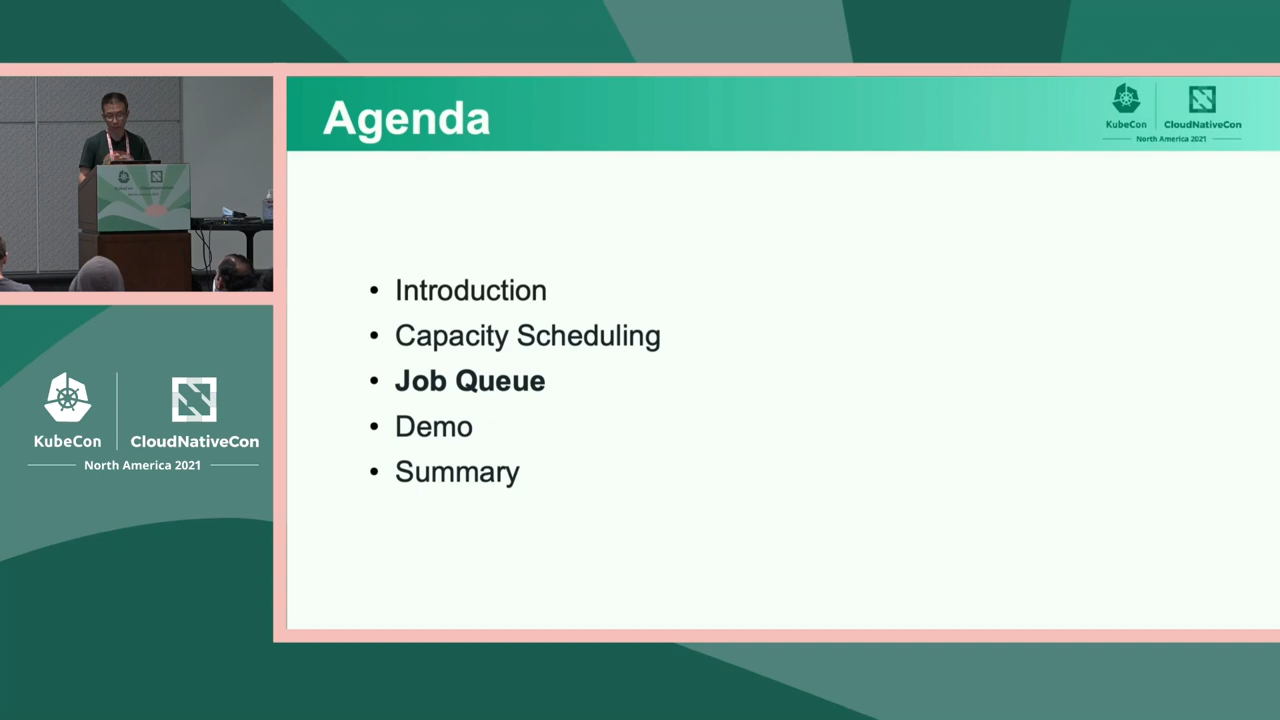 Agenda
KubeCon
CloudNativeCon
North America 2021
• Introduction
• Capacity Scheduling
• Job Queue
• Demo
• Summary
KubeCon
CloudNativeCon
North America 2021